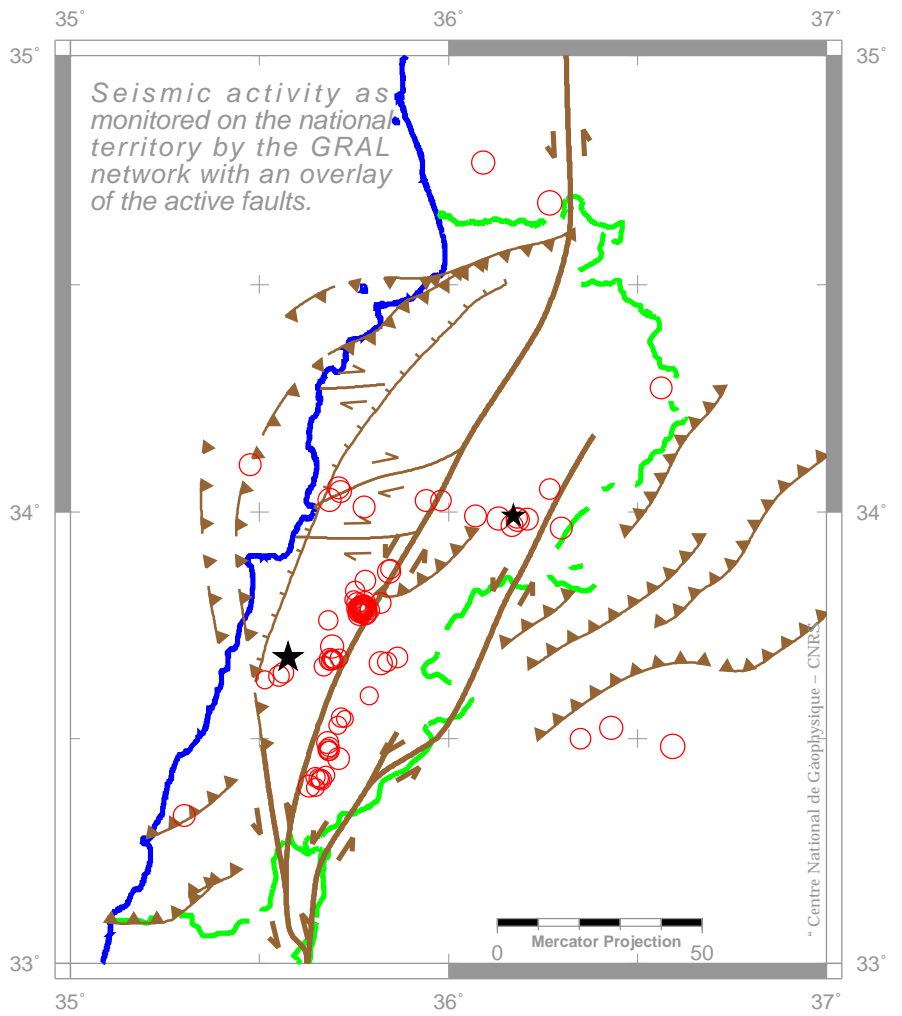 35°
36°
37°
35°
35°
Seismic activity as
monitored on the national
territory by the GRAL
network with an overlay
of the active faults.
34°
34°
" Centre National de Géophysique – CNRS
Mercator Projection
0
50
33°
33°
35°
36°
37°